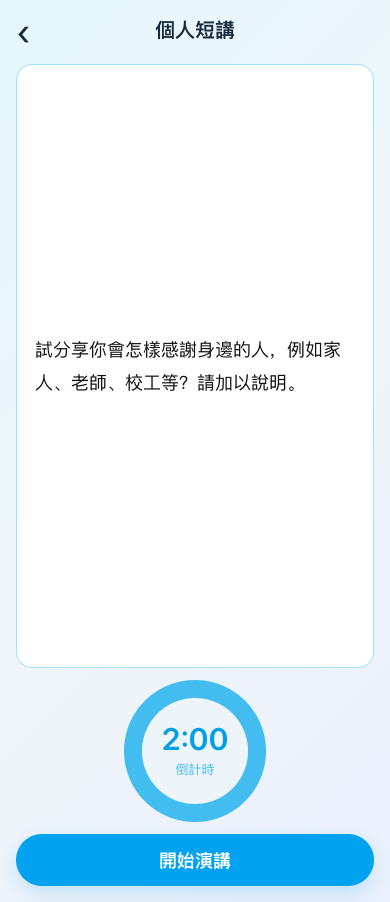 個人短講
試分享你會怎樣感謝身邊的人，例如家
人、老師、校工等？請加以說明。
2:00
倒計時
開始演講